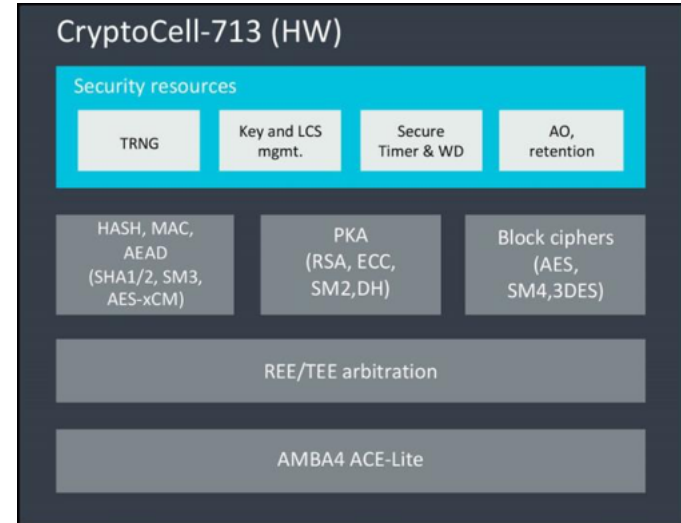 CryptoCell-713 (HW)
Security resources
TRNG
Key and LCS
mgmt.
Secure
Timer & WD
AO,
retention
HASH, MAC,
AEAD
(SHA1/2, SM3,
AES-xCM)
PKA
(RSA, ECC,
SM2,DH)
Block ciphers
(AES,
SM4,3DES)
REE/TEE arbitration
AMBA4 ACE-Lite